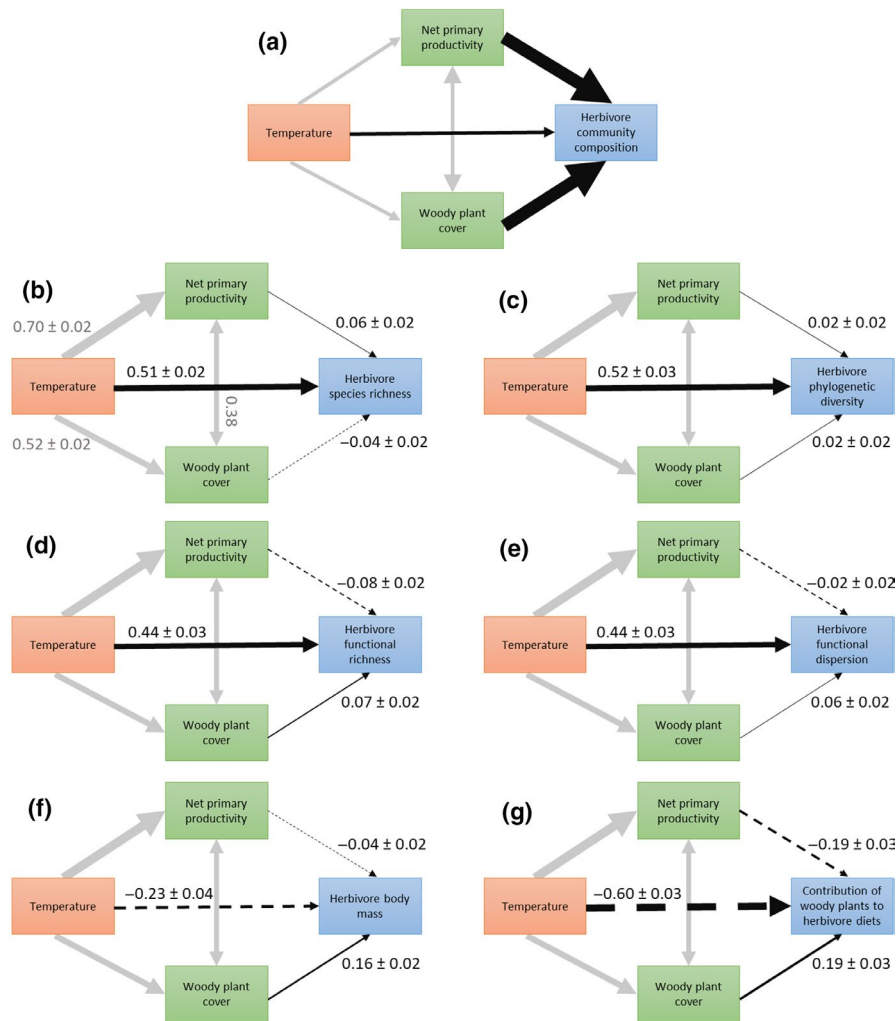 (a)
Net primary
productivity
Temperature
Herbivore
community
composition
Woody plant
cover
(b)
Net primary
productivity
0.70 ± 0.02
0.06 ± 0.02
Temperature
0.51 ± 0.02
Herbivore
species richness
0.38
0.52 ± 0.02
−0.04 ± 0.02
Woody plant
cover
(c)
Net primary
productivity
0.02 ± 0.02
Temperature
0.52 ± 0.03
Herbivore
phylogenetic
diversity
0.02 ± 0.02
Woody plant
cover
(d)
Net primary
productivity
−0.08 ± 0.02
Temperature
0.44 ± 0.03
Herbivore
functional
richness
0.07 ± 0.02
Woody plant
cover
(e)
Net primary
productivity
−0.02 ± 0.02
Temperature
0.44 ± 0.03
Herbivore
functional
dispersion
0.06 ± 0.02
Woody plant
cover
(f)
Net primary
productivity
−0.04 ± 0.02
Temperature
−0.23 ± 0.04
Herbivore body
mass
0.16 ± 0.02
Woody plant
cover
(g)
Net primary
productivity
−0.19 ± 0.03
Temperature
−0.60 ± 0.03
Contribution of
woody plants to
herbivore diets
0.19 ± 0.03
Woody plant
cover